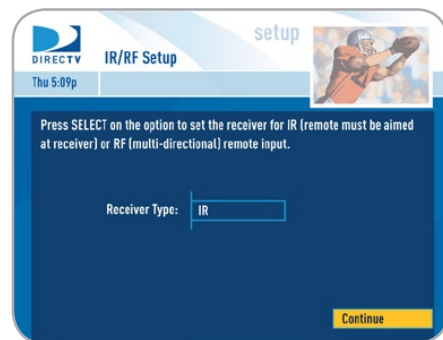 setup
DIRECTV
IR/RF Setup
Thu 5:09p
Press SELECT on the option to set the receiver for IR (remote must be aimed
at receiver) or RF (multi-directional) remote input.
Receiver Type: IR
Continue